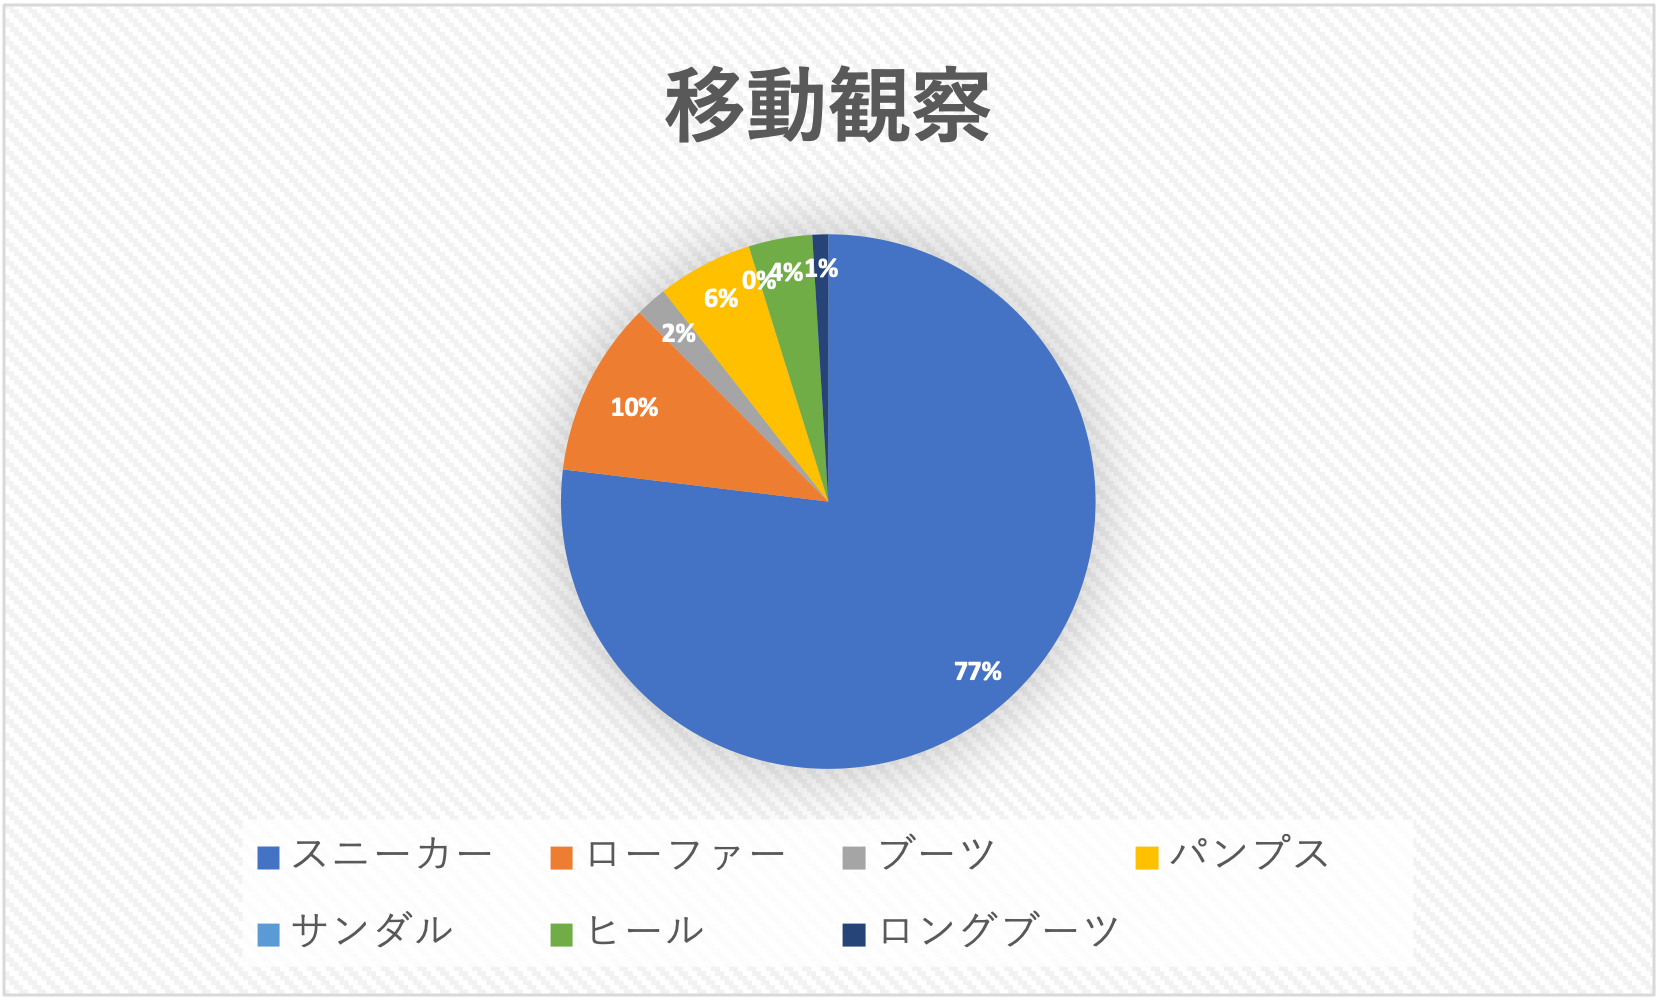 移動観察
0% 4% 1%
6%
2%
10%
77%
スニーカー ローファー ブーツ パンプス
サンダル ヒール ロングブーツ